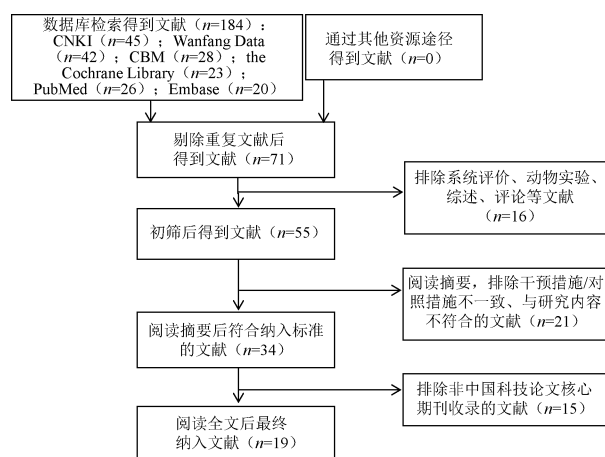 数据库检索得到文献（n=184）：
CNKI（n=45）；Wanfang Data
（n=42）；CBM（n=28）；the
Cochrane Library（n=23）；
PubMed（n=26）；Embase（n=20）
通过其他资源途径
得到文献（n=0）
剔除重复文献后
得到文献（n=71）
排除系统评价、动物实验、
综述、评论等文献
（n=16）
初筛后得到文献（n=55）
阅读摘要，排除干预措施/对
照措施不一致、与研究内容
不符合的文献（n=21）
阅读摘要后符合纳入标准
的文献（n=34）
排除非中国科技论文核心
期刊收录的文献（n=15）
阅读全文后最终
纳入文献（n=19）